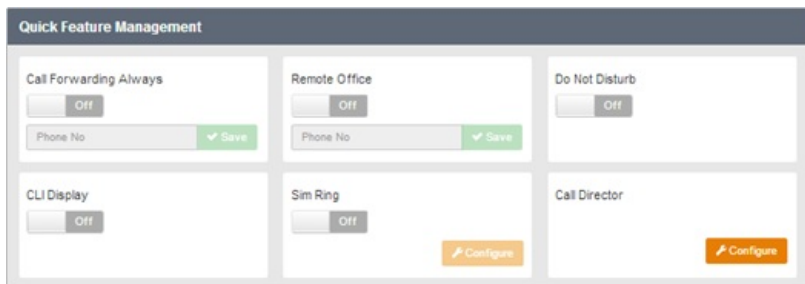 Quick Feature Management
Call Forwarding Always
Remote Office
Do Not Disturb
Off
Off
Off
Phone No
Save
Phone No
Save
CLI Display
Sim Ring
Call Director
Off
Off
Configure
Configure